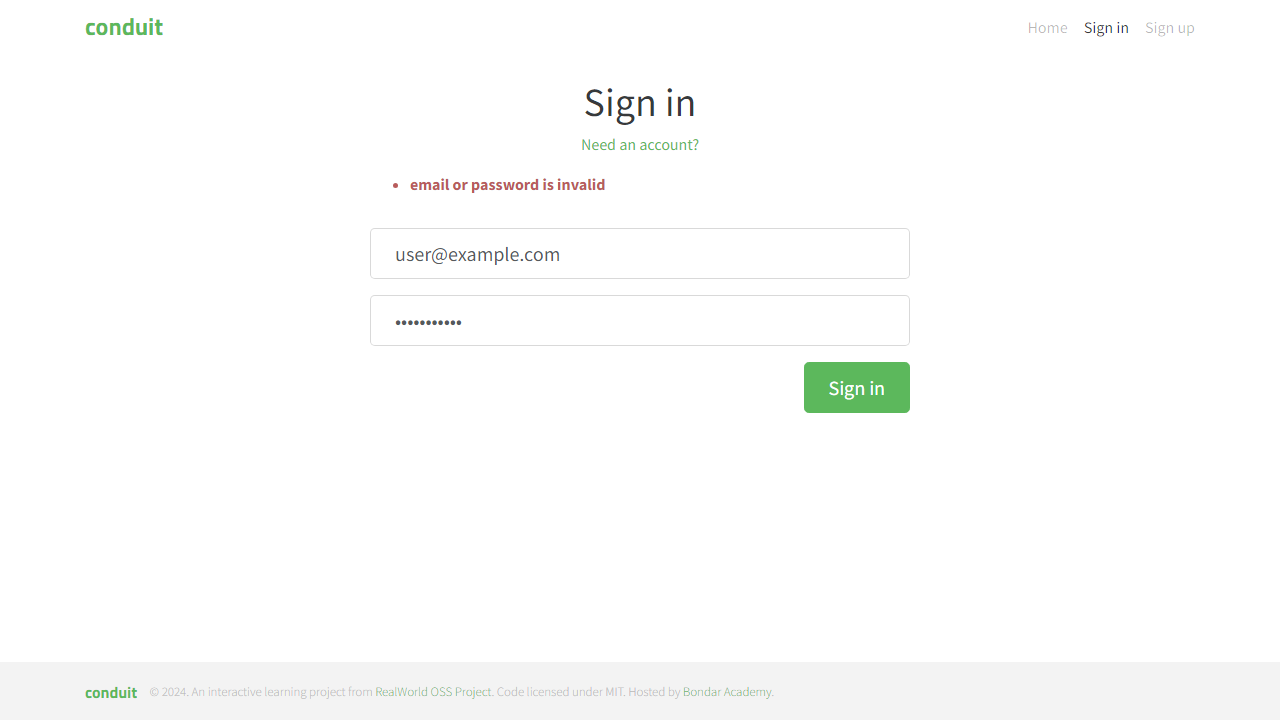 conduit
Home Sign in Sign up
Sign in
Need an account?
• email or password is invalid
user@example.com
•••••••••••
Sign in
conduit © 2024. An interactive learning project from RealWorld OSS Project. Code licensed under MIT. Hosted by Bondar Academy.